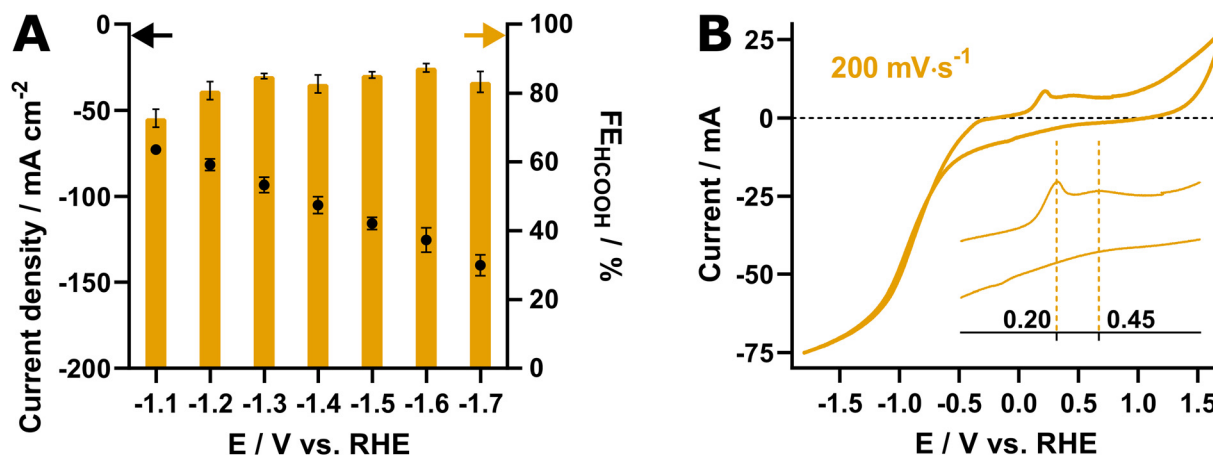 A
0
-50
-100
-150
-200
Current density / mA cm-2
100
80
60
40
20
0
FEHCOOH / %
-1.1 -1.2 -1.3 -1.4 -1.5 -1.6 -1.7
E / V vs. RHE
B
200 mV·s-1
25
0
-25
-50
-75
Current / mA
0.20 0.45
-1.5 -1.0 -0.5 0.0 0.5 1.0 1.5
E / V vs. RHE